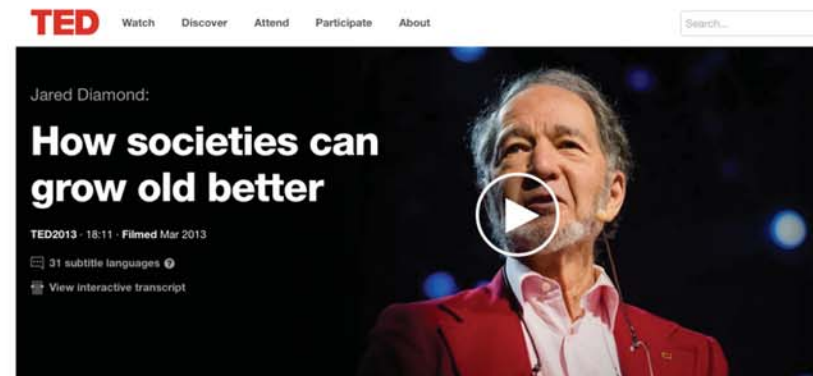 TED Watch Discover Attend Participate About Search...
Jared Diamond:
How societies can
grow old better
TED2013 · 18:11 · Filmed Mar 2013
31 subtitle languages ?
View interactive transcript